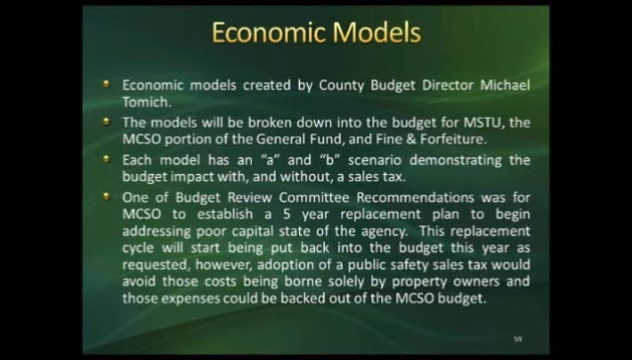 Economic Models
Economic models created by County Budget Director Michael
Tomich.
The models will be broken down into the budget for MSTU, the
MCSO portion of the General Fund, and Fine & Forfeiture.
Each model has an “a” and “b” scenario demonstrating the
budget impact with, and without, a sales tax.
One of Budget Review Committee Recommendations was for
MCSO to establish a 5 year replacement plan to begin
addressing poor capital state of the agency. This replacement
cycle will start being put back into the budget this year as
requested, however, adoption of a public safety sales tax would
avoid those costs being borne solely by property owners and
those expenses could be backed out of the MCSO budget.
59